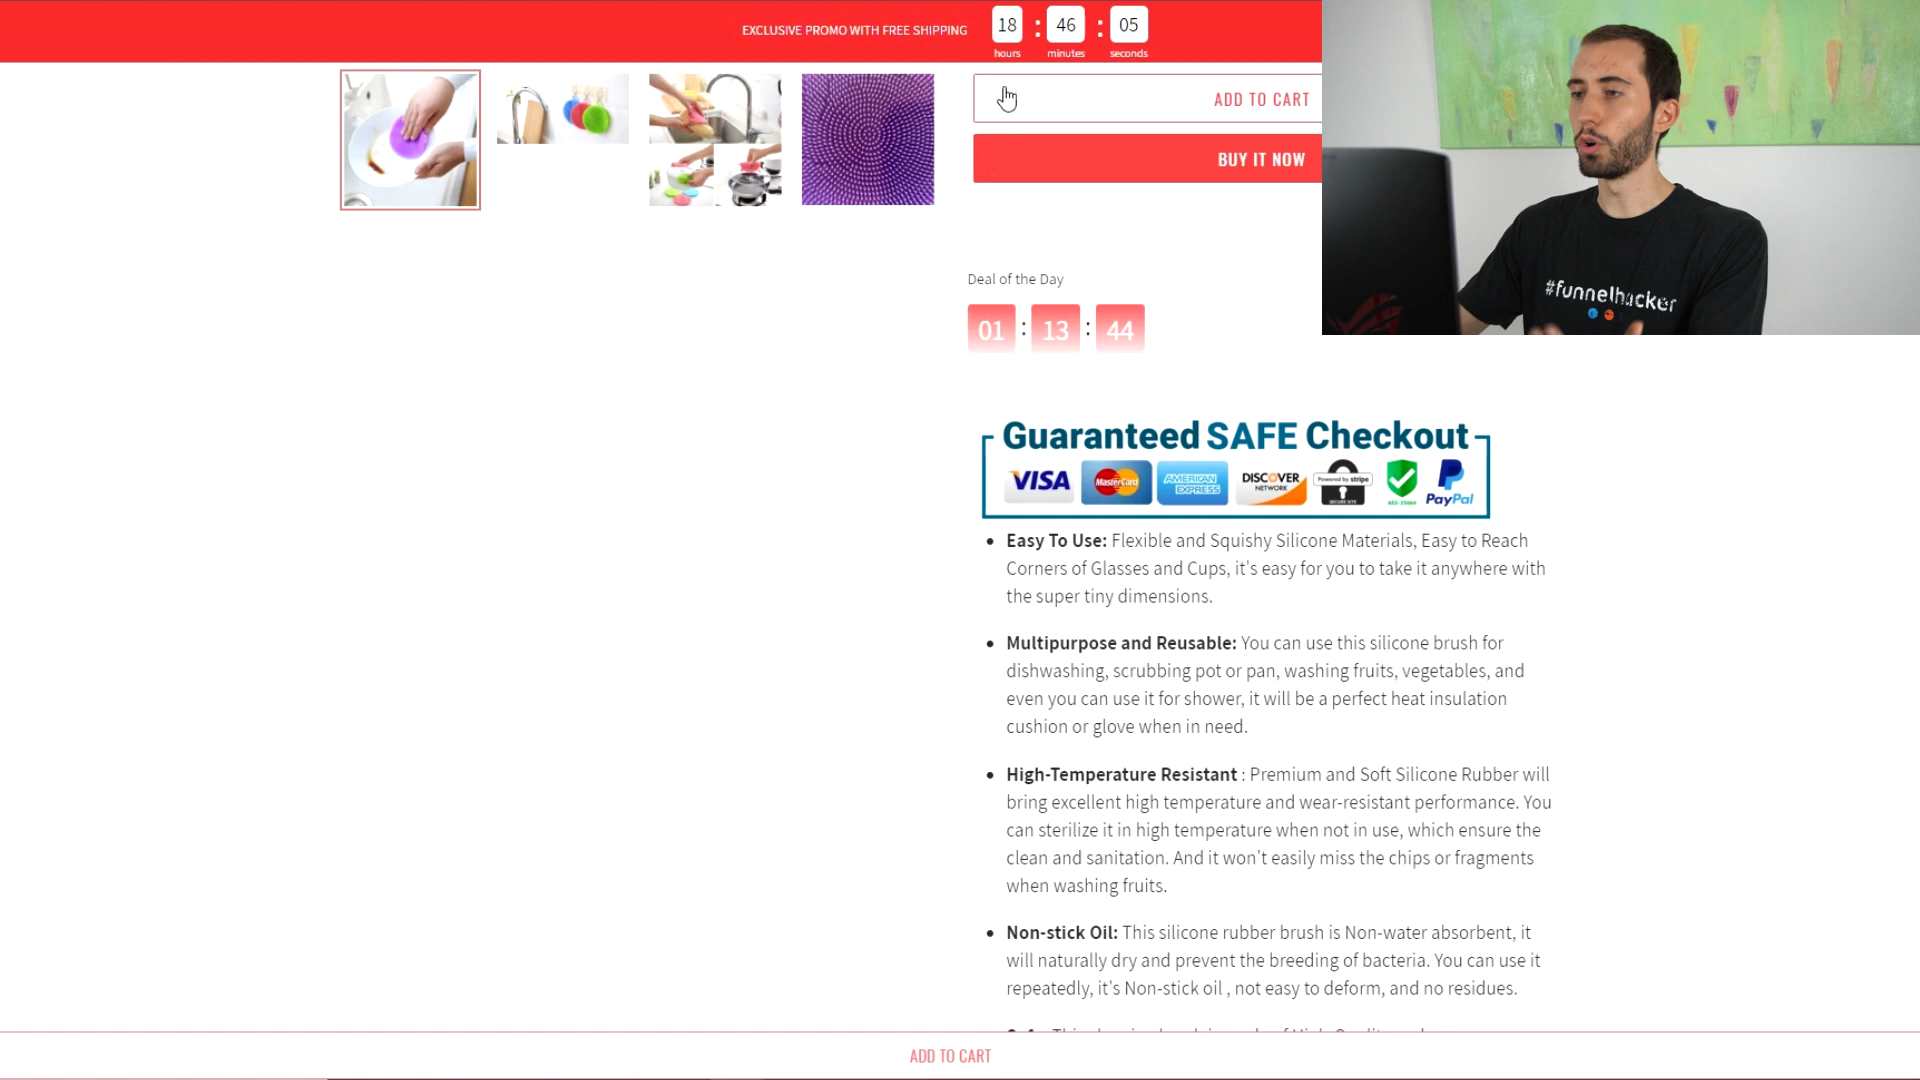 EXCLUSIVE PROMO WITH FREE SHIPPING
18 : 46 : 05
hours minutes seconds
ADD TO CART
BUY IT NOW
#funnelhacker
Deal of the Day
01 : 13 : 44
Guaranteed SAFE Checkout
VISA MasterCard AMERICAN EXPRESS DISCOVER NETWORK Powered by stripe SECURE SITE PayPal
• Easy To Use: Flexible and Squishy Silicone Materials, Easy to Reach
Corners of Glasses and Cups, it's easy for you to take it anywhere with
the super tiny dimensions.
• Multipurpose and Reusable: You can use this silicone brush for
dishwashing, scrubbing pot or pan, washing fruits, vegetables, and
even you can use it for shower, it will be a perfect heat insulation
cushion or glove when in need.
• High-Temperature Resistant : Premium and Soft Silicone Rubber will
bring excellent high temperature and wear-resistant performance. You
can sterilize it in high temperature when not in use, which ensure the
clean and sanitation. And it won't easily miss the chips or fragments
when washing fruits.
• Non-stick Oil: This silicone rubber brush is Non-water absorbent, it
will naturally dry and prevent the breeding of bacteria. You can use it
repeatedly, it's Non-stick oil , not easy to deform, and no residues.
ADD TO CART